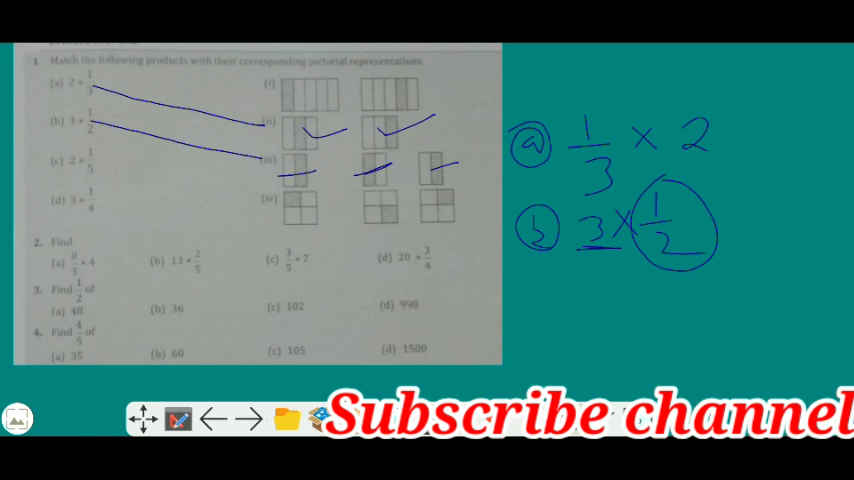 1. Match the following products with their corresponding pictorial representations.
(a) 2 × 1/3 (i)
(b) 3 × 1/2 (ii)
(c) 2 × 1/5 (iii)
(d) 3 × 1/4 (iv)
2. Find
(a) 8/3 × 4 (b) 13 × 2/5 (c) 3/5 × 7 (d) 20 × 3/4
3. Find 1/2 of
(a) 48 (b) 36 (c) 102 (d) 998
4. Find 4/5 of
(a) 35 (b) 60 (c) 105 (d) 1500
(a) 1/3 × 2
(b) 3 × 1/2
Subscribe channel